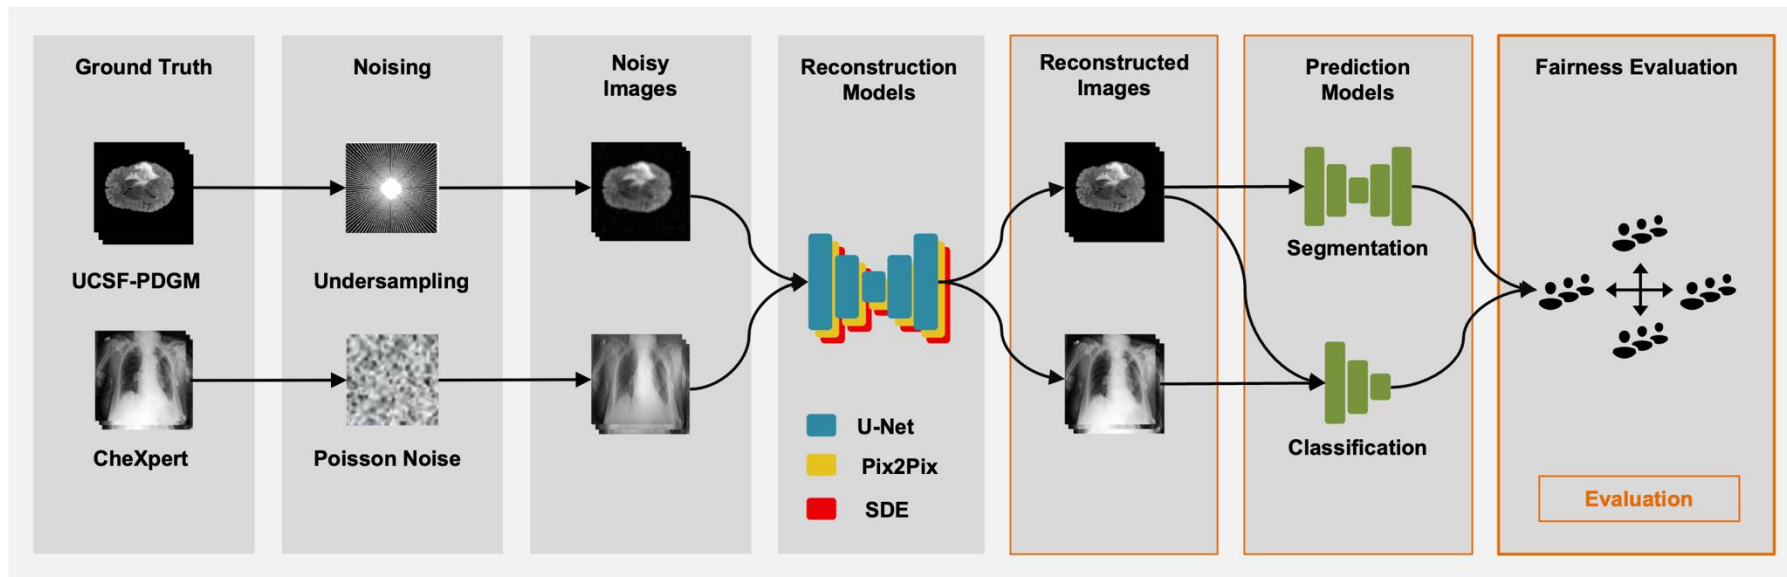 Ground Truth
Noising
Noisy
Images
Reconstruction
Models
Reconstructed
Images
Prediction
Models
Fairness Evaluation
UCSF-PDGM
Undersampling
Segmentation
CheXpert
Poisson Noise
U-Net
Pix2Pix
SDE
Classification
Evaluation